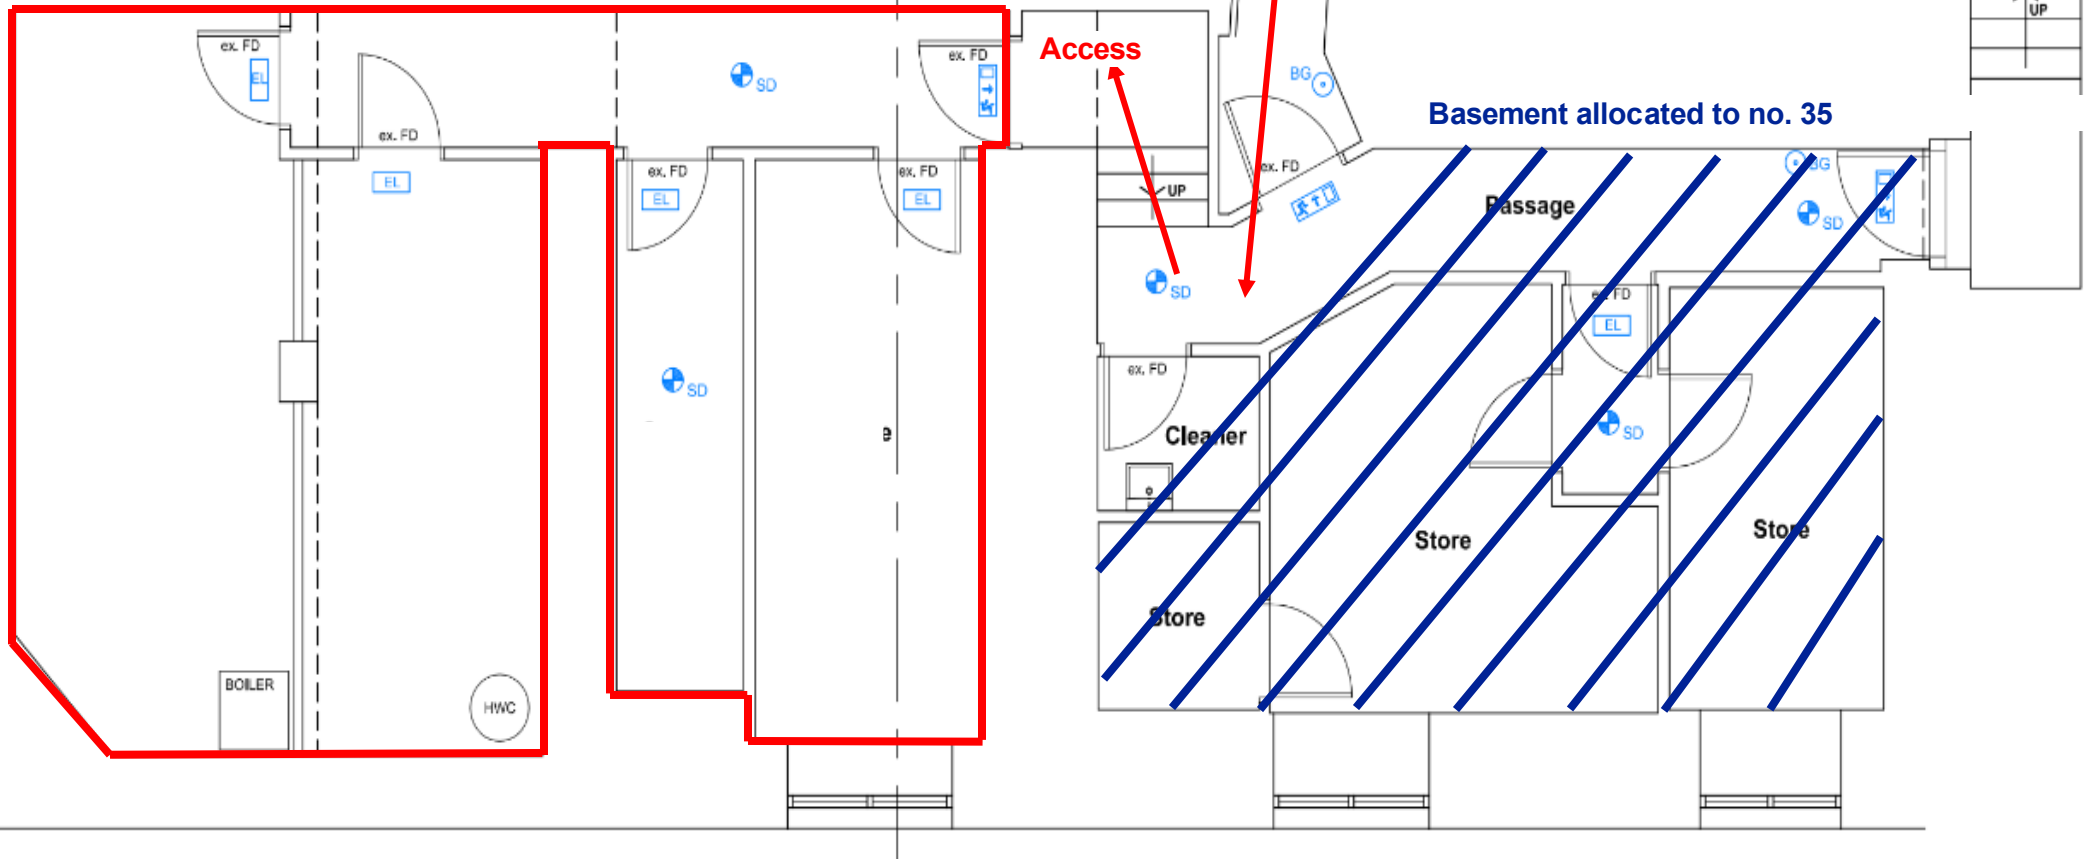 UP
ex. FD
EL
ex. FD
SD
ex. FD
Access
BG
Basement allocated to no. 35
ex. FD
EL
ex. FD
EL
ex. FD
EL
UP
ex. FD
Passage
BG
SD
SD
ex. FD
EL
ex. FD
SD
Cleaner
SD
e
Store
Store
Store
BOILER
HWC